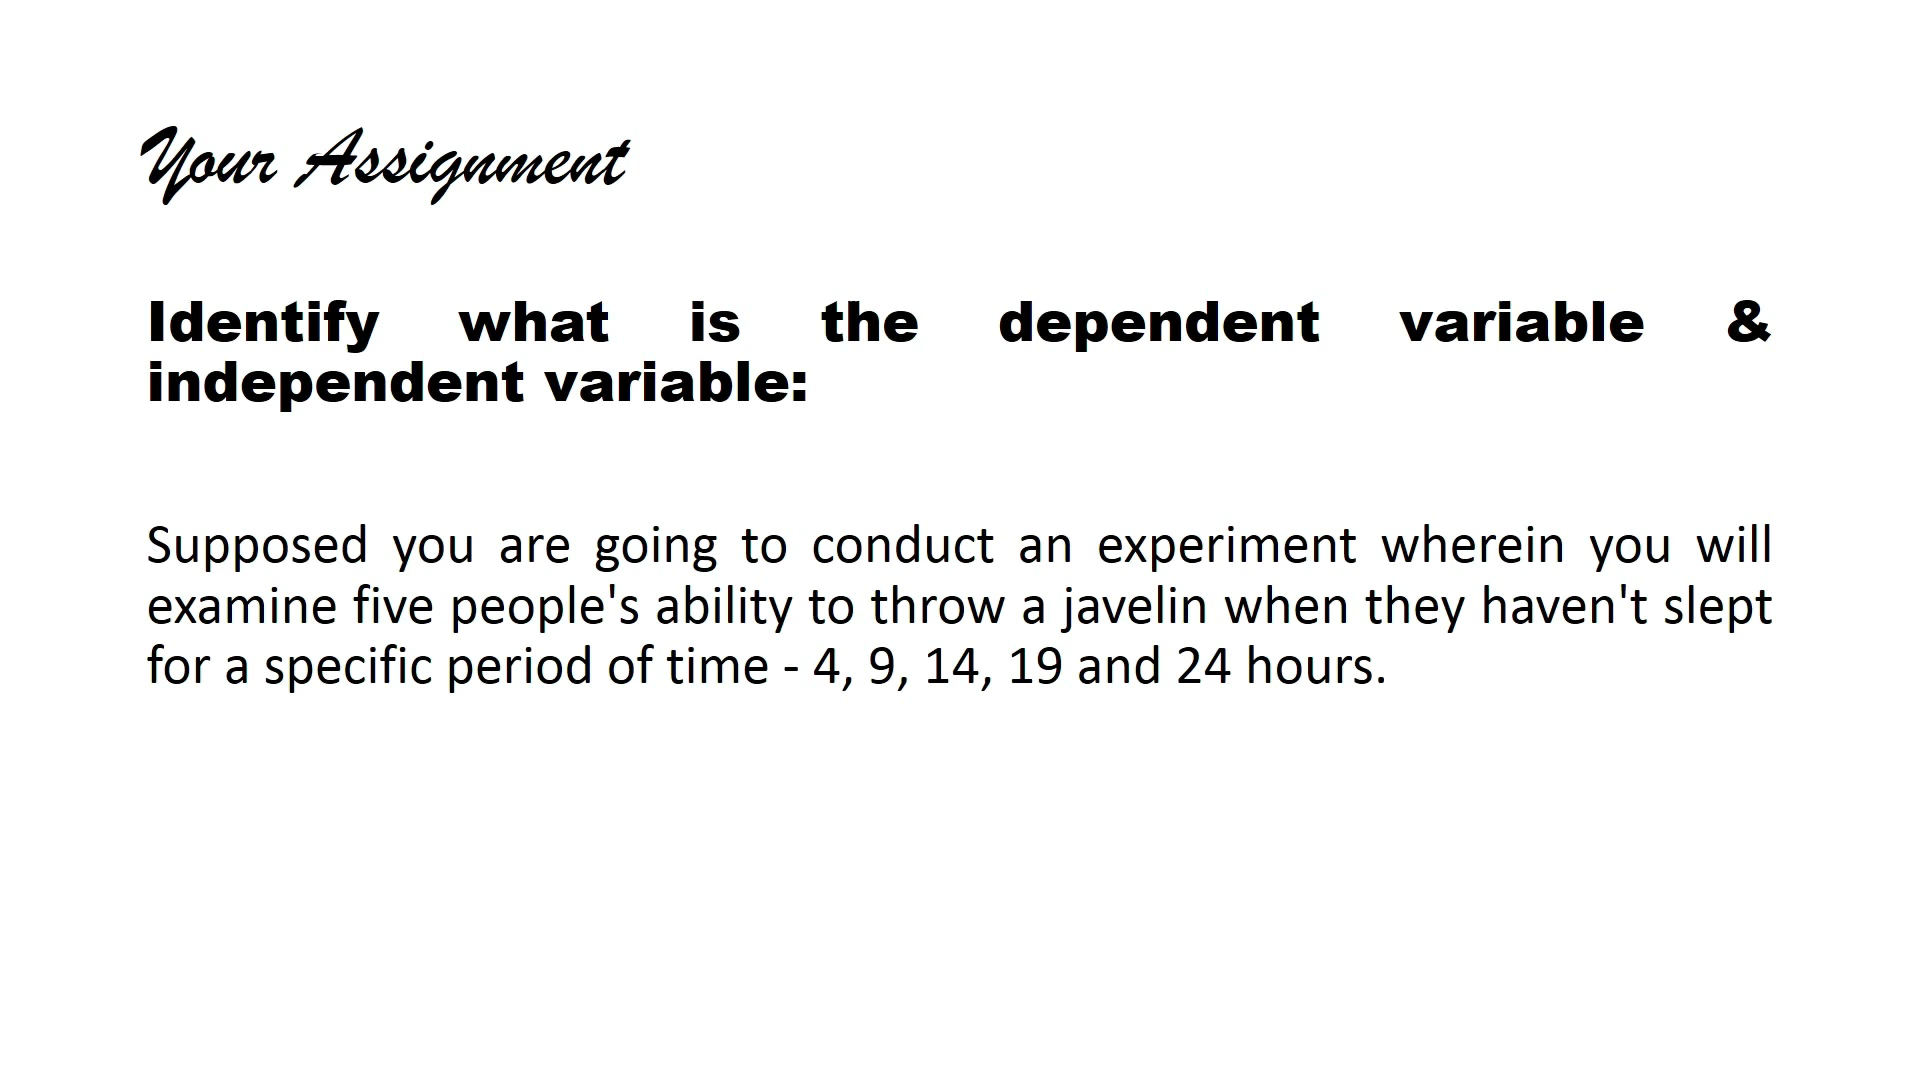 Your Assignment
Identify what is the dependent variable &
independent variable:
Supposed you are going to conduct an experiment wherein you will
examine five people's ability to throw a javelin when they haven't slept
for a specific period of time - 4, 9, 14, 19 and 24 hours.